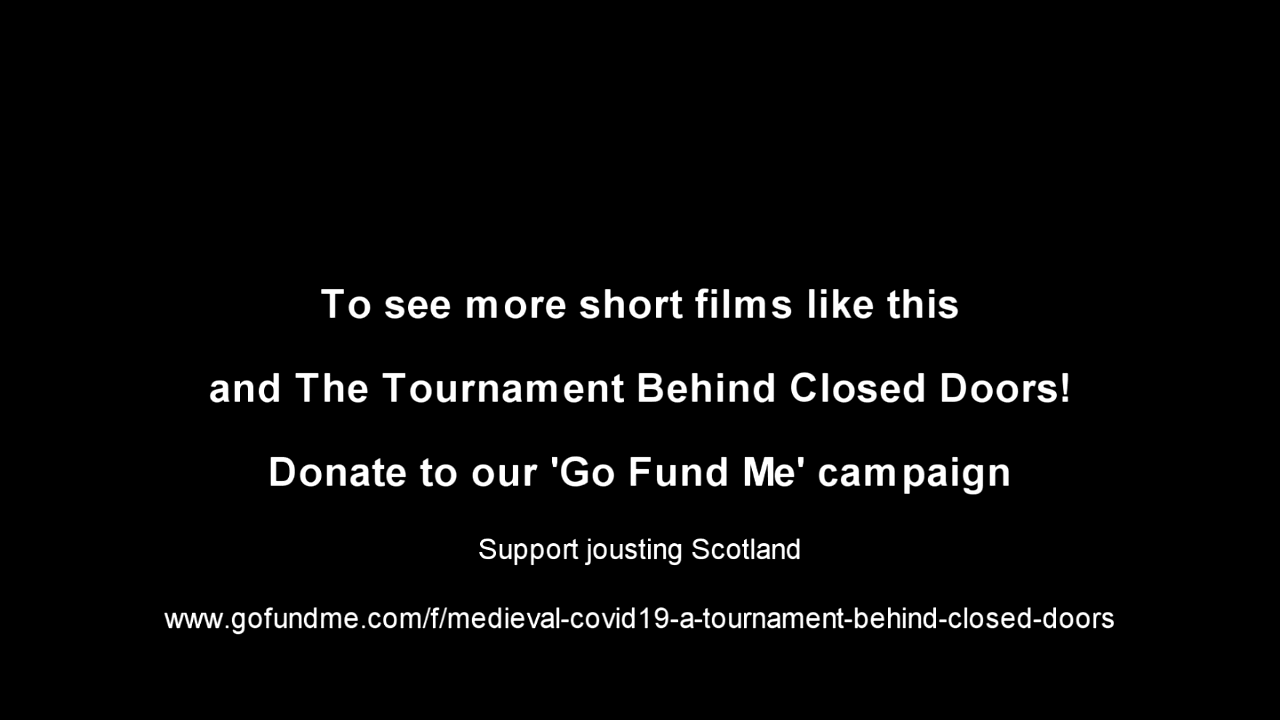 To see more short films like this
and The Tournament Behind Closed Doors!
Donate to our 'Go Fund Me' campaign
Support jousting Scotland
www.gofundme.com/f/medieval-covid19-a-tournament-behind-closed-doors